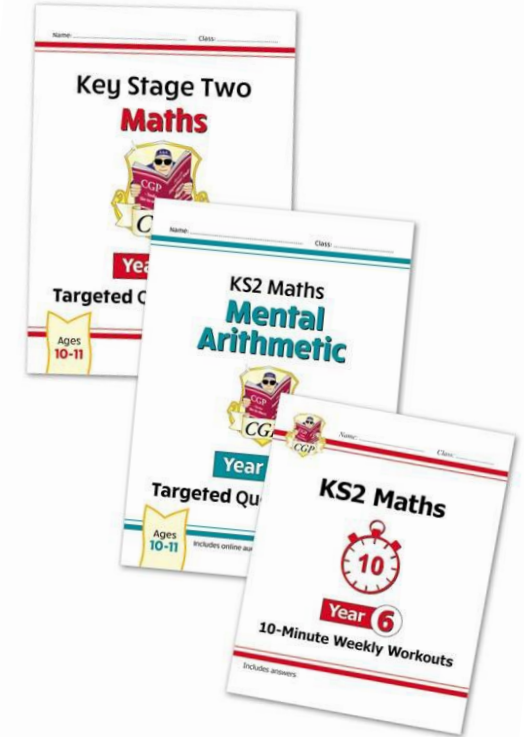 Name: Class:
Key Stage Two
Maths
CGP
C
Yea
Targeted Q
Ages
10-11
Name: Class:
KS2 Maths
Mental
Arithmetic
CGP
CGP
Year
Targeted Qu
Ages
10-11
Includes online au
Name: Class:
CGP
KS2 Maths
10
Year 6
10-Minute Weekly Workouts
Includes answers